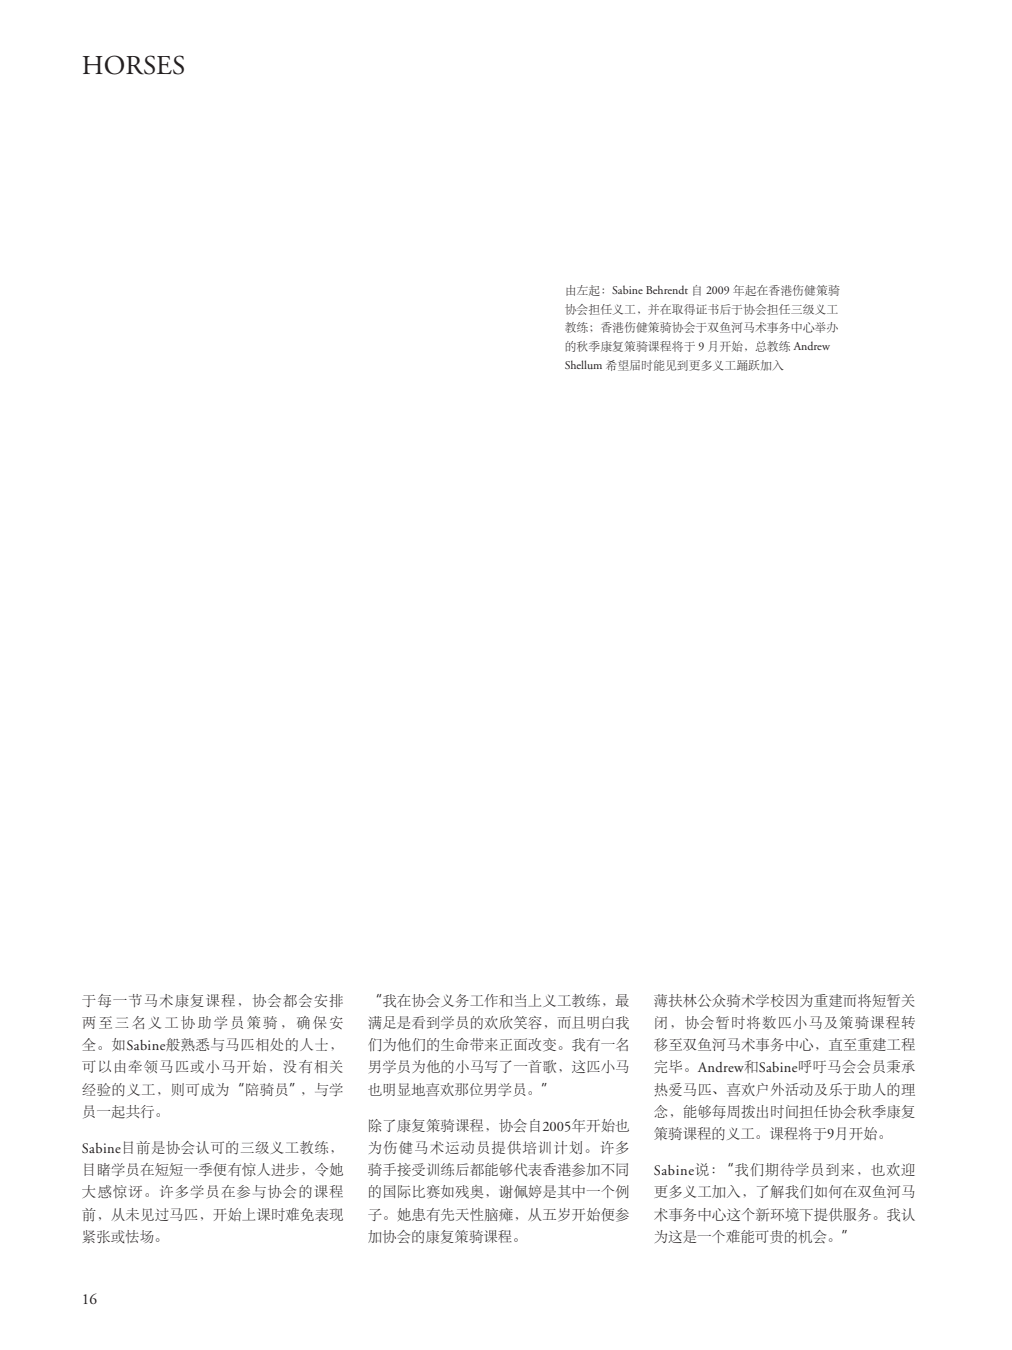 HORSES
由左起：Sabine Behrendt 自 2009 年起在香港伤健策骑
协会担任义工，并在取得证书后于协会担任三级义工
教练；香港伤健策骑协会于双鱼河马术事务中心举办
的秋季康复策骑课程将于 9 月开始，总教练 Andrew
Shellum 希望届时能见到更多义工踊跃加入
于每一节马术康复课程，协会都会安排
两至三名义工协助学员策骑，确保安
全。如Sabine般熟悉与马匹相处的人士，
可以由牵领马匹或小马开始，没有相关
经验的义工，则可成为“陪骑员”，与学
员一起共行。
Sabine目前是协会认可的三级义工教练，
目睹学员在短短一季便有惊人进步，令她
大感惊讶。许多学员在参与协会的课程
前，从未见过马匹，开始上课时难免表现
紧张或怯场。
“我在协会义务工作和当上义工教练，最
满足是看到学员的欢欣笑容，而且明白我
们为他们的生命带来正面改变。我有一名
男学员为他的小马写了一首歌，这匹小马
也明显地喜欢那位男学员。”
除了康复策骑课程，协会自2005年开始也
为伤健马术运动员提供培训计划。许多
骑手接受训练后都能够代表香港参加不同
的国际比赛如残奥，谢佩婷是其中一个例
子。她患有先天性脑瘫，从五岁开始便参
加协会的康复策骑课程。
薄扶林公众骑术学校因为重建而将短暂关
闭，协会暂时将数匹小马及策骑课程转
移至双鱼河马术事务中心，直至重建工程
完毕。Andrew和Sabine呼吁马会会员秉承
热爱马匹、喜欢户外活动及乐于助人的理
念，能够每周拨出时间担任协会秋季康复
策骑课程的义工。课程将于9月开始。
Sabine说：“我们期待学员到来，也欢迎
更多义工加入，了解我们如何在双鱼河马
术事务中心这个新环境下提供服务。我认
为这是一个难能可贵的机会。”
16